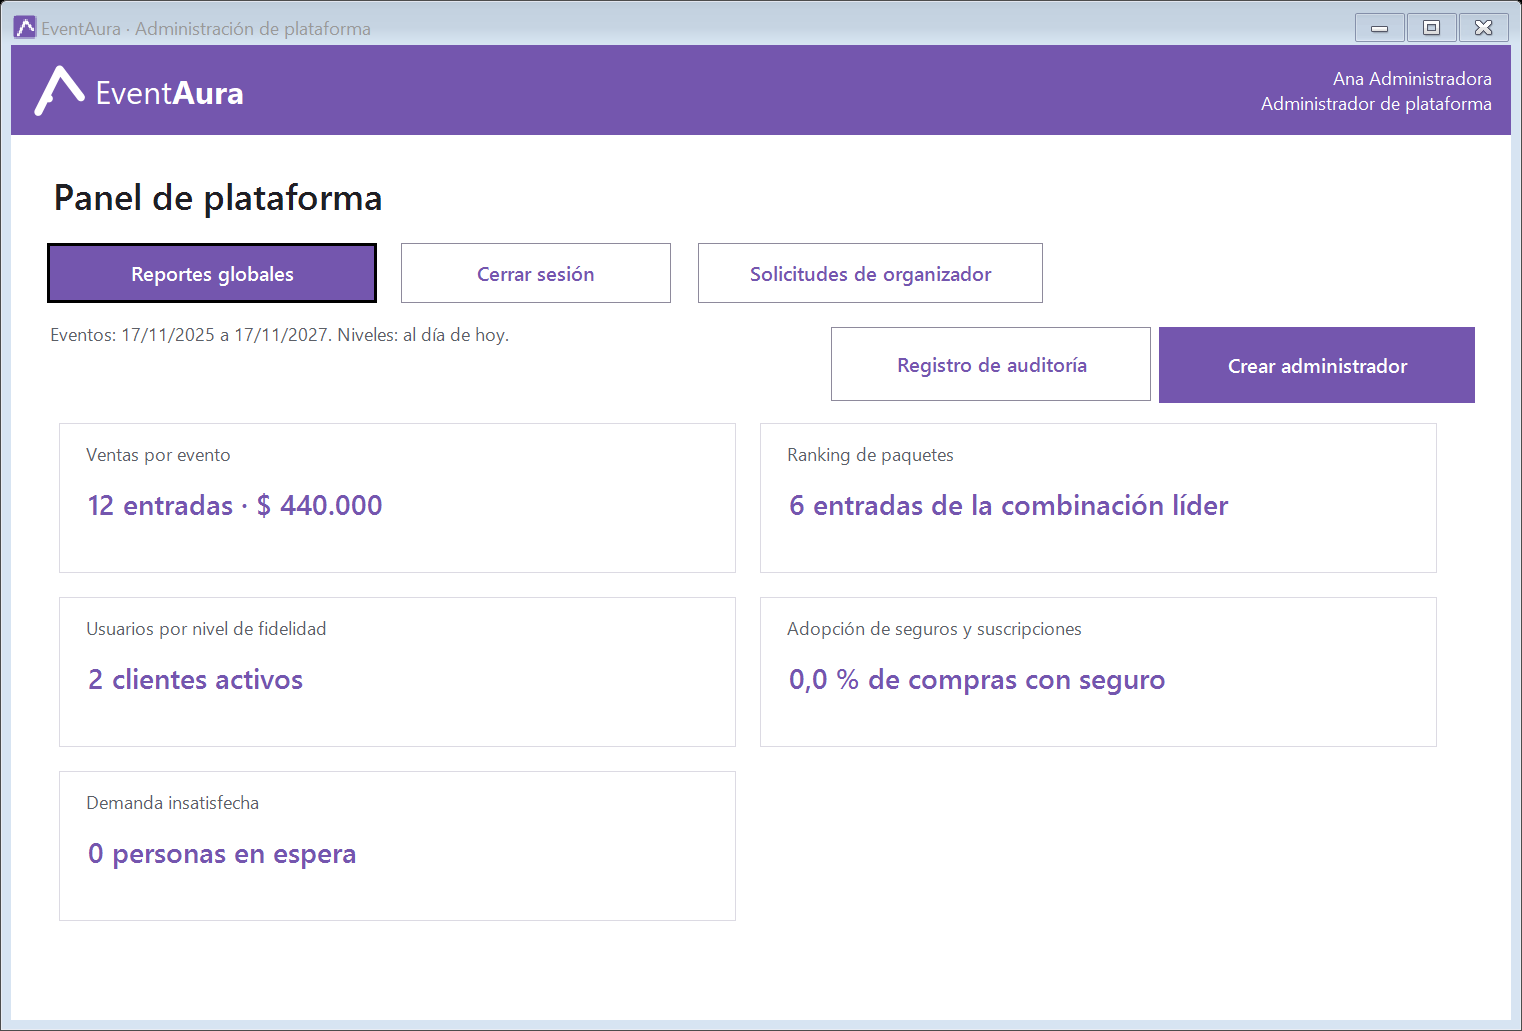 EventAura · Administración de plataforma
EventAura
Ana Administradora
Administrador de plataforma
Panel de plataforma
Reportes globales
Cerrar sesión
Solicitudes de organizador
Eventos: 17/11/2025 a 17/11/2027. Niveles: al día de hoy.
Registro de auditoría
Crear administrador
Ventas por evento
12 entradas · $ 440.000
Ranking de paquetes
6 entradas de la combinación líder
Usuarios por nivel de fidelidad
2 clientes activos
Adopción de seguros y suscripciones
0,0 % de compras con seguro
Demanda insatisfecha
0 personas en espera